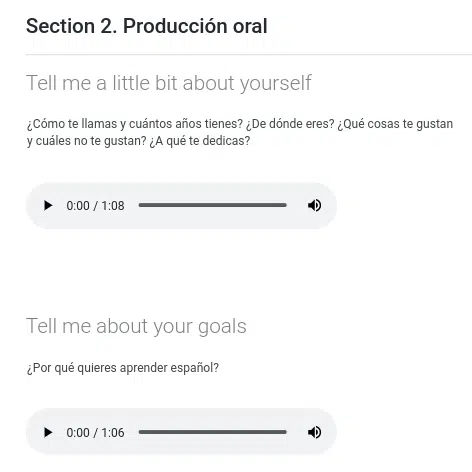 Section 2. Producción oral
Tell me a little bit about yourself
¿Cómo te llamas y cuántos años tienes? ¿De dónde eres? ¿Qué cosas te gustan
y cuáles no te gustan? ¿A qué te dedicas?
0:00 / 1:08
Tell me about your goals
¿Por qué quieres aprender español?
0:00 / 1:06